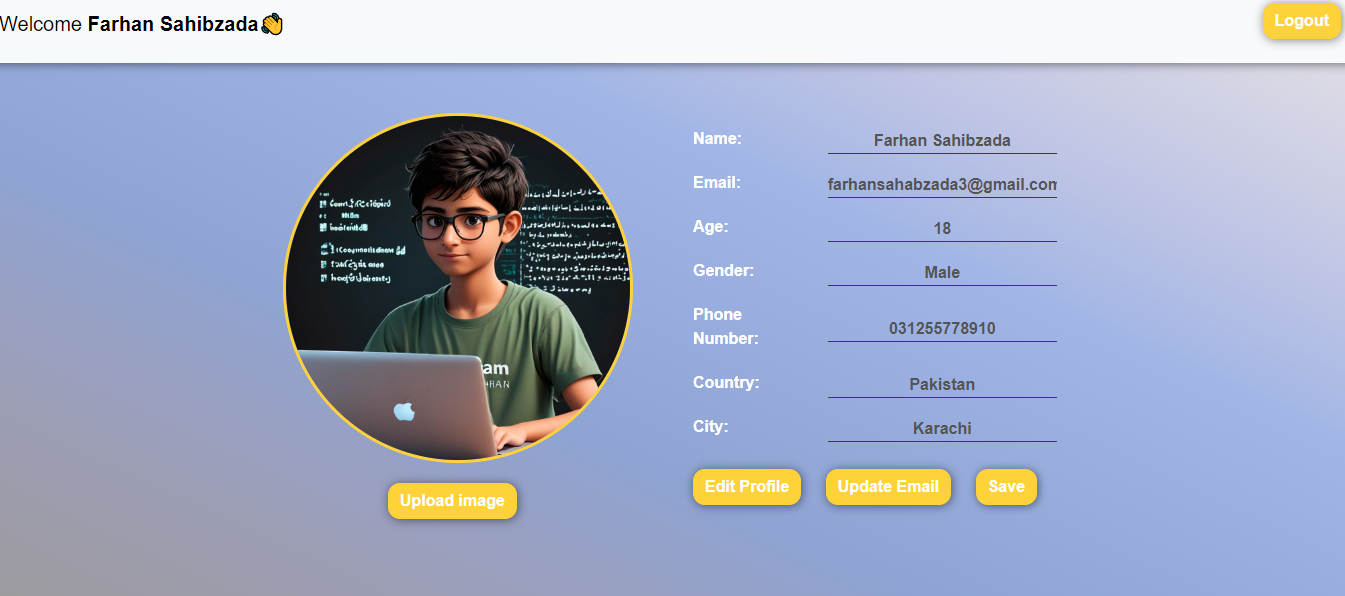 Welcome Farhan Sahibzada👋
Logout
Name: Farhan Sahibzada
Email: farhansahabzada3@gmail.com
Age: 18
Gender: Male
Phone
Number: 031255778910
Country: Pakistan
City: Karachi
Edit Profile Update Email Save
Upload image